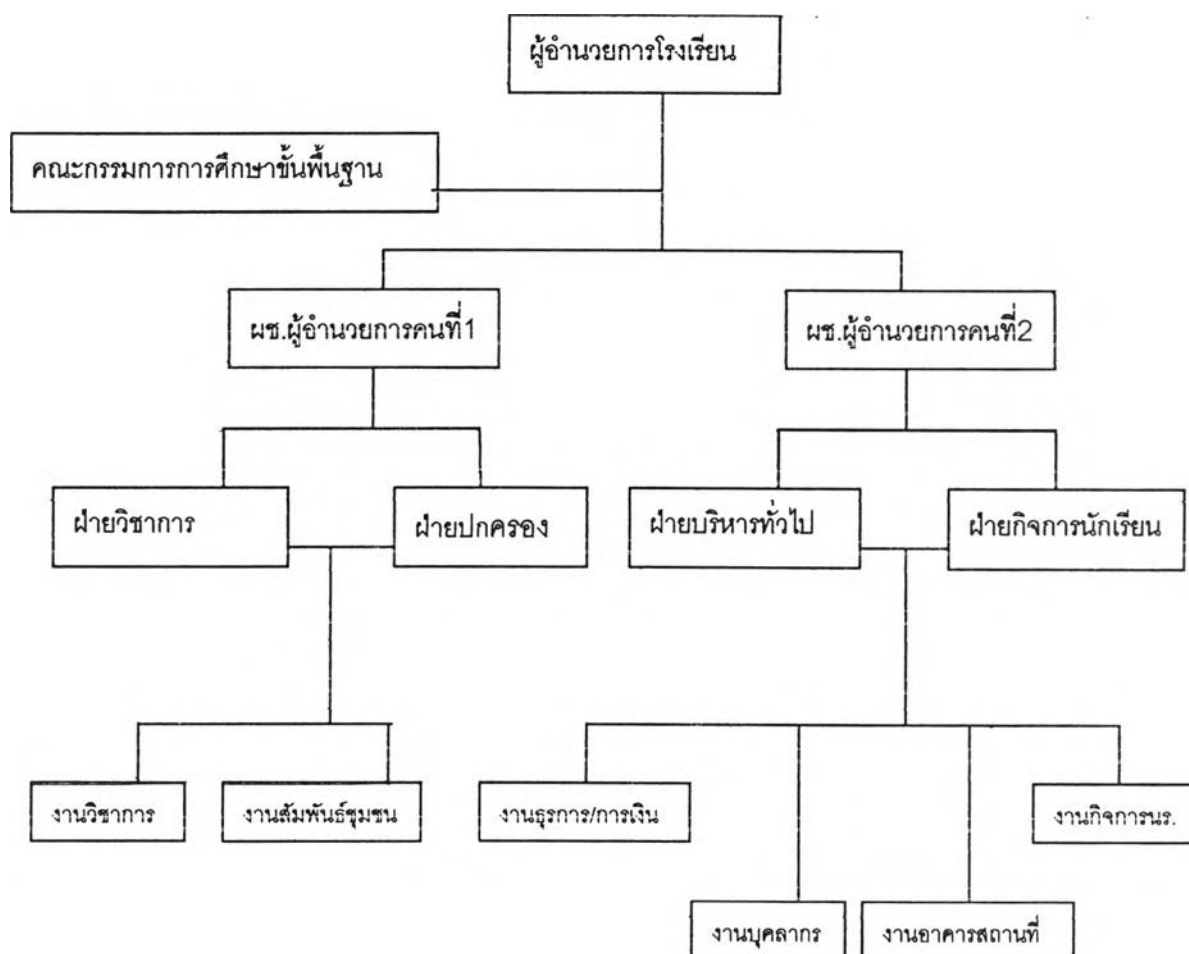 ผู้อำนวยการโรงเรียน
คณะกรรมการการศึกษาขั้นพื้นฐาน
ผช.ผู้อำนวยการคนที่1
ผช.ผู้อำนวยการคนที่2
ฝ่ายวิชาการ
ฝ่ายปกครอง
ฝ่ายบริหารทั่วไป
ฝ่ายกิจการนักเรียน
งานวิชาการ
งานสัมพันธ์ชุมชน
งานธุรการ/การเงิน
งานกิจการนร.
งานบุคลากร
งานอาคารสถานที่